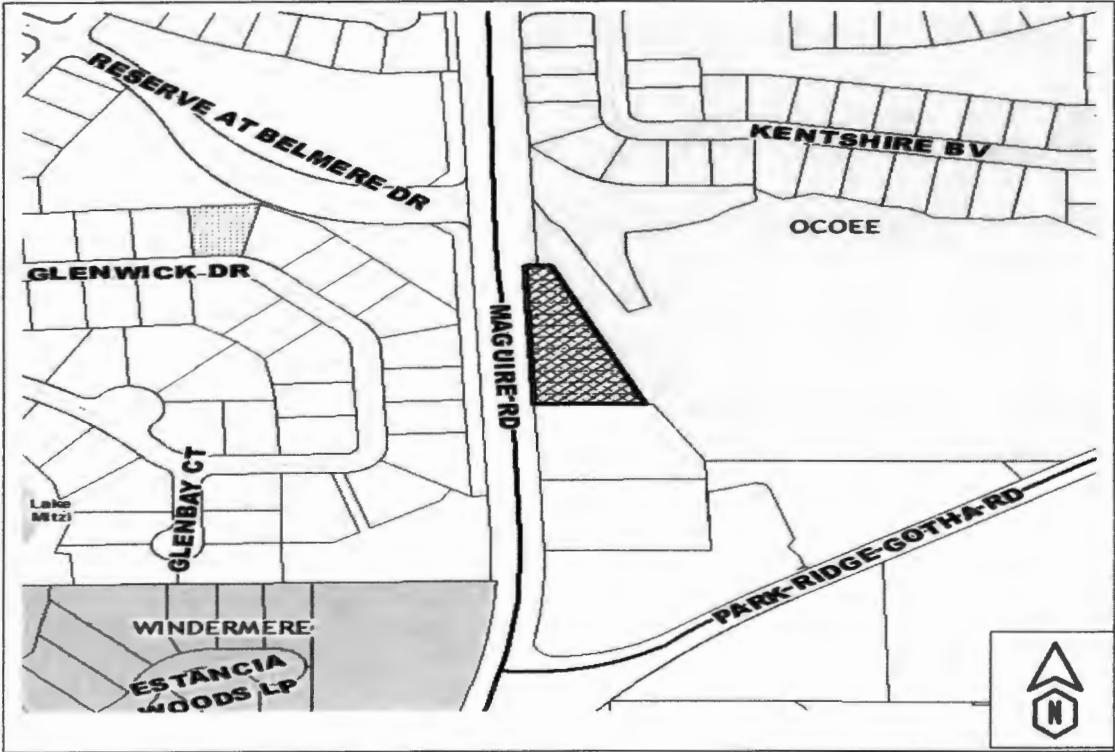 RESERVE AT BELMERE DR
KENTSHIRE BV
OCOEE
GLENWICK DR
MAGUIRE RD
GLENBAY CT
Lake
Mitzi
PARK RIDGE GOTHA RD
WINDERMERE
ESTANCIA
WOODS LP
N